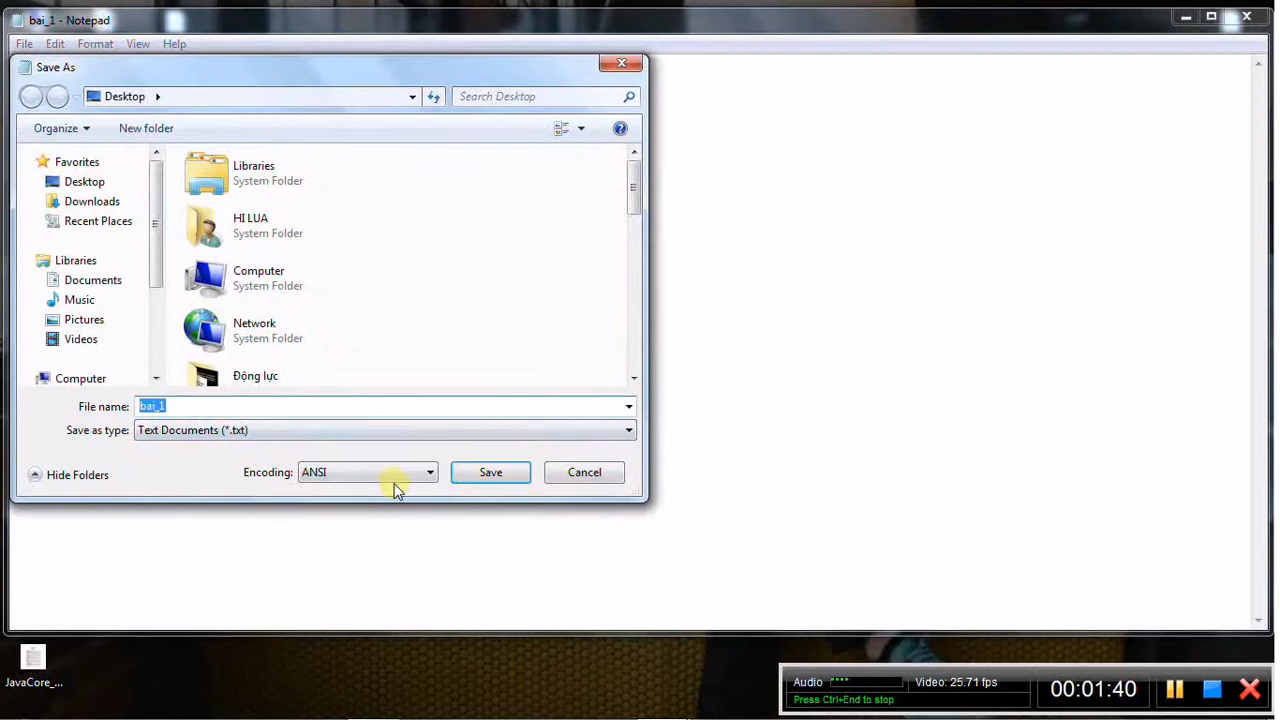 bai_1 - Notepad
File Edit Format View Help
Save As
Desktop
Search Desktop
Organize New folder
Favorites
Desktop
Downloads
Recent Places
Libraries
Documents
Music
Pictures
Videos
Computer
Libraries
System Folder
HI LUA
System Folder
Computer
System Folder
Network
System Folder
Động lực
File name: bai_1
Save as type: Text Documents (*.txt)
Hide Folders
Encoding: ANSI
Save
Cancel
JavaCore_...
Audio
Video: 25.71 fps
Press Ctrl+End to stop
00:01:40